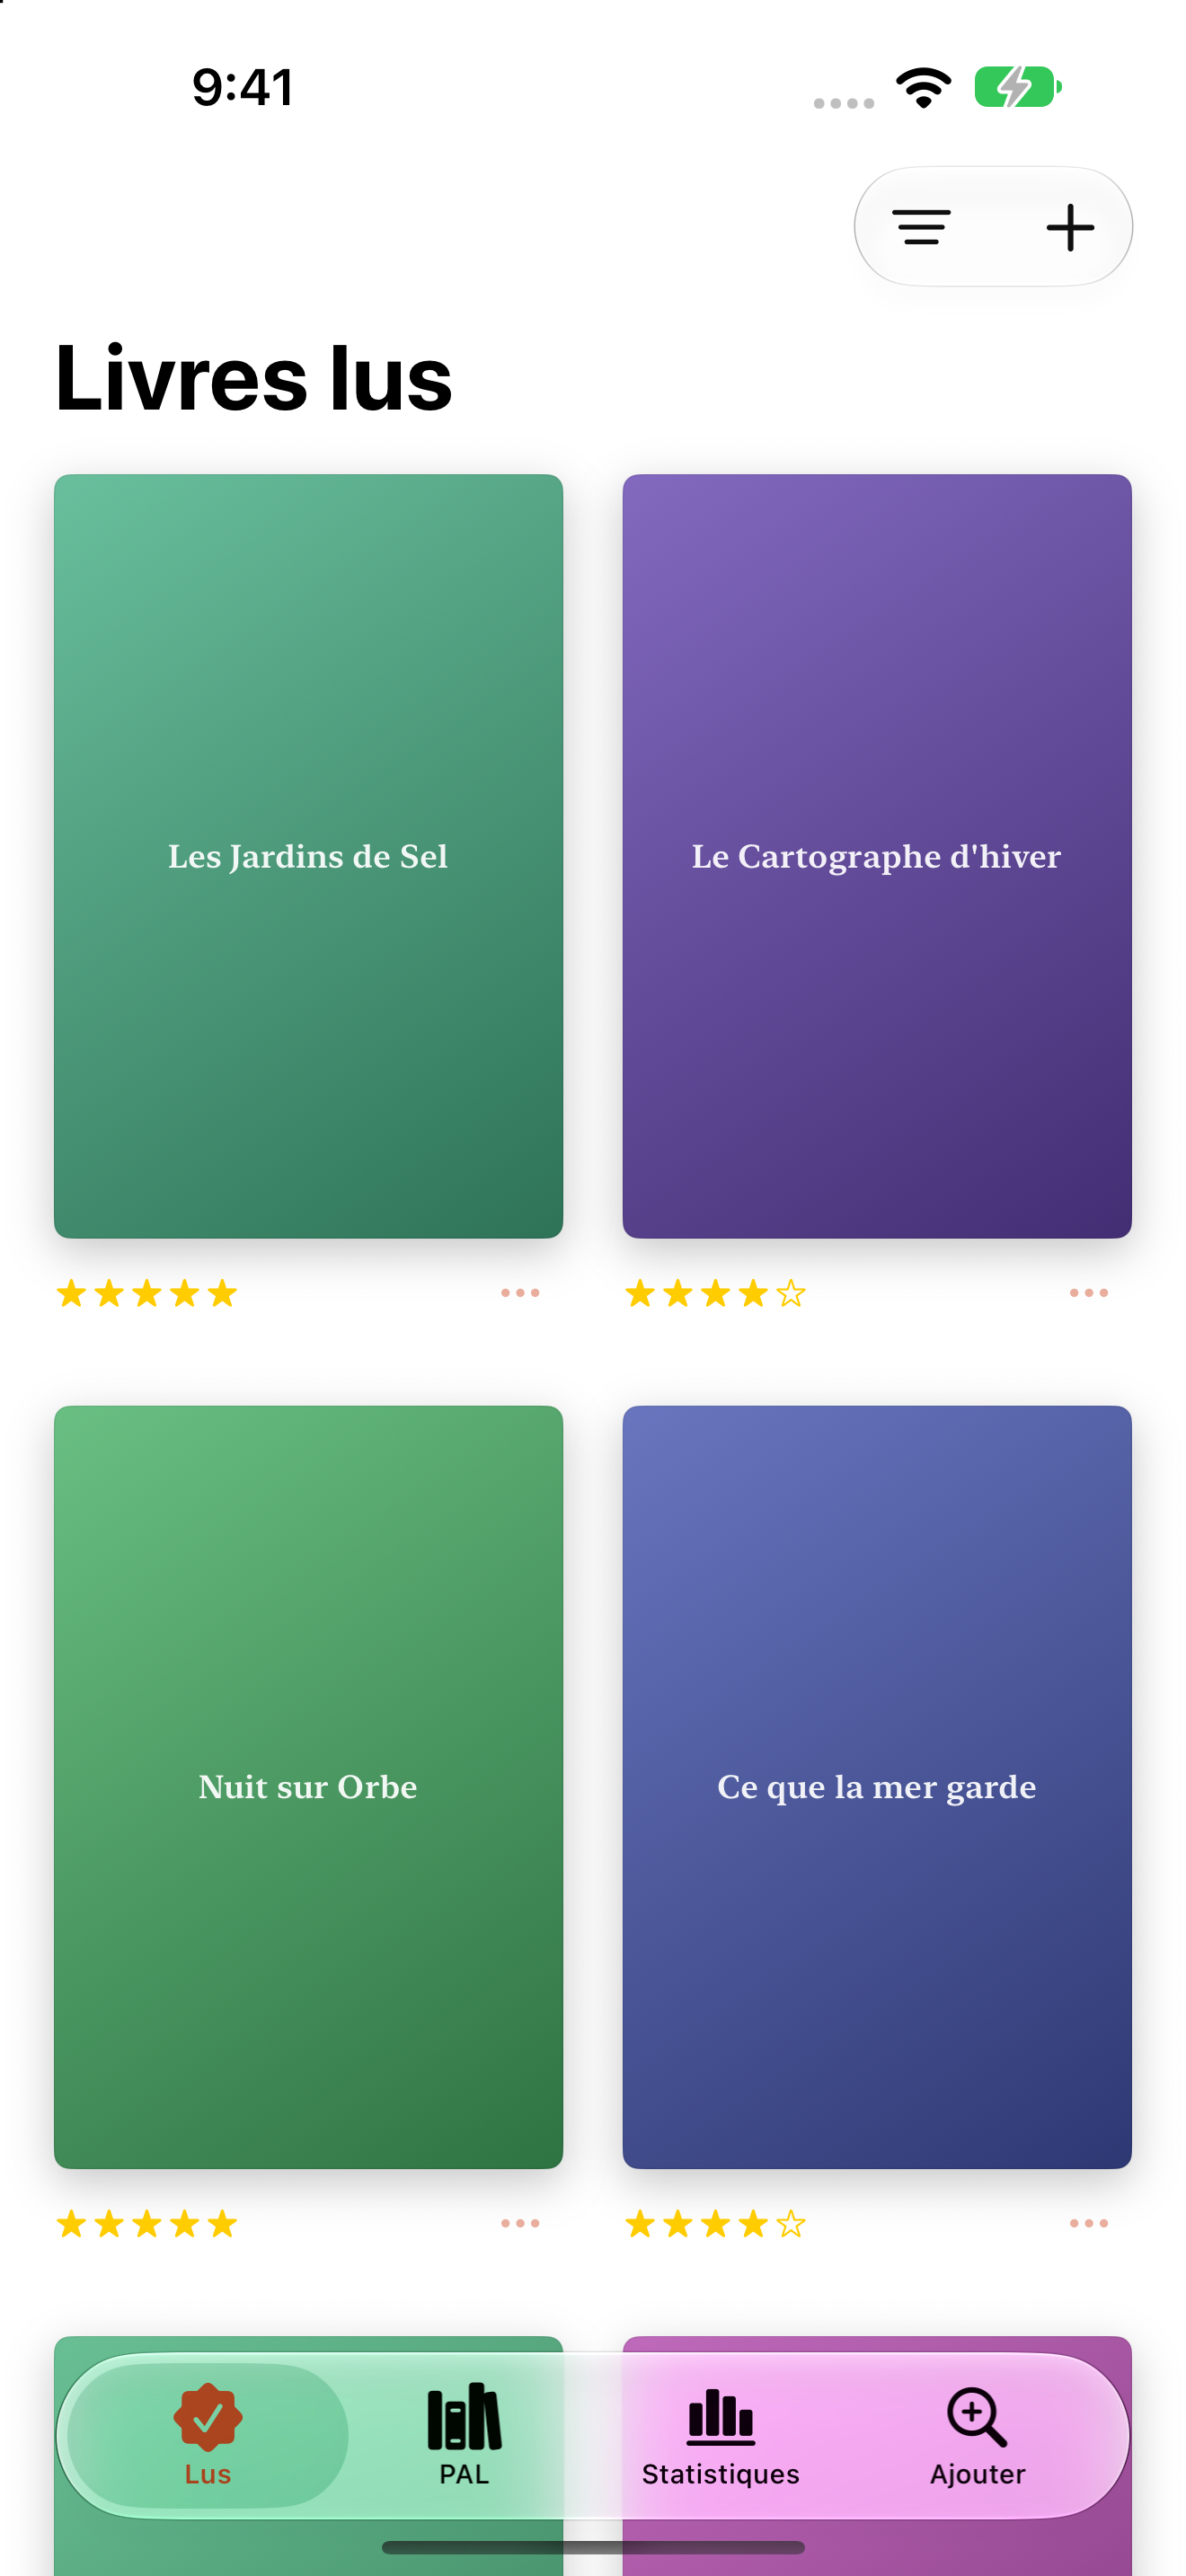 9:41
Livres lus
Les Jardins de Sel
Le Cartographe d'hiver
Nuit sur Orbe
Ce que la mer garde
Lus
PAL
Statistiques
Ajouter